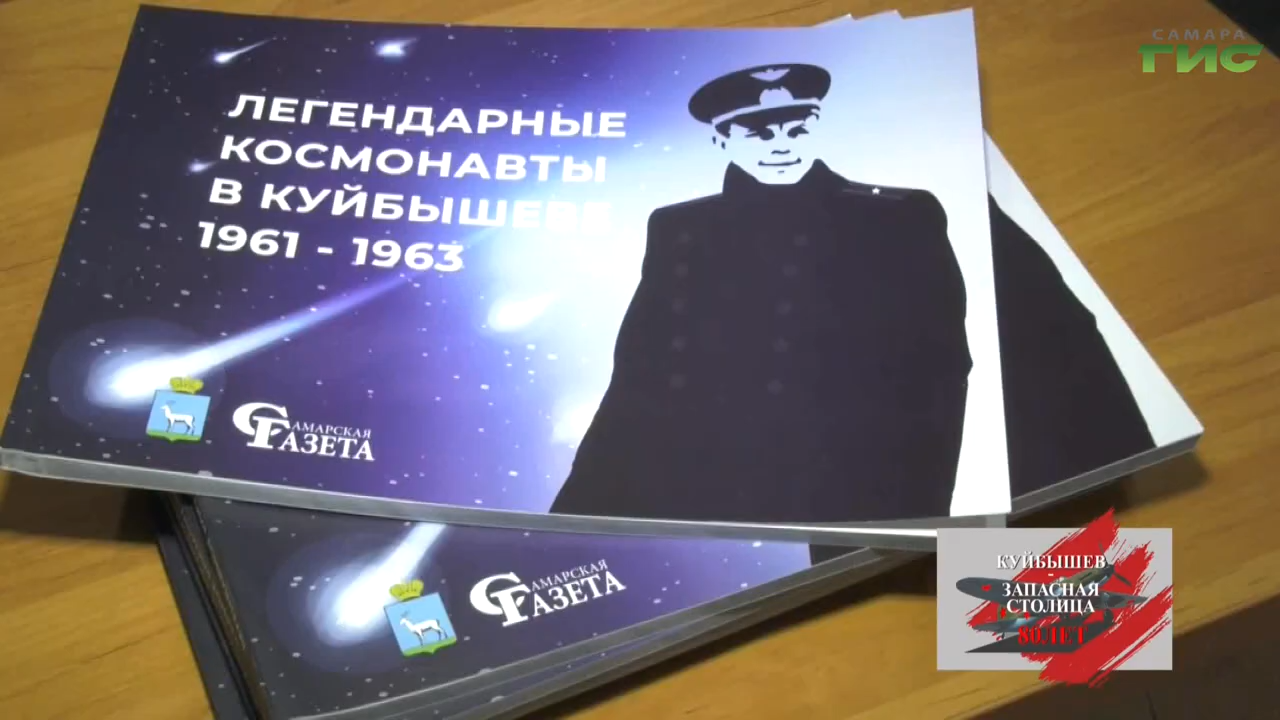 САМАРА
ГИС
ЛЕГЕНДАРНЫЕ
КОСМОНАВТЫ
В КУЙБЫШЕВЕ
1961 - 1963
САМАРСКАЯ
ГАЗЕТА
САМАРСКАЯ
ГАЗЕТА
КУЙБЫШЕВ
-
ЗАПАСНАЯ
СТОЛИЦА
80 ЛЕТ